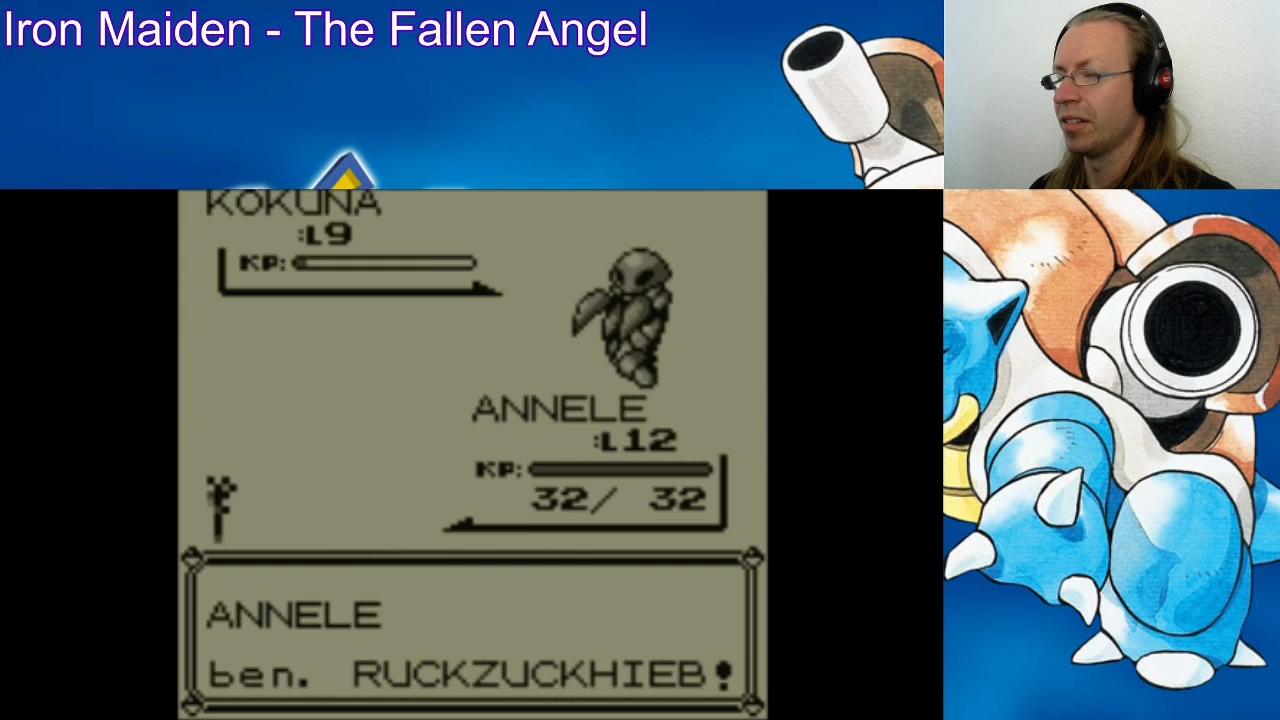 Iron Maiden - The Fallen Angel
KOKUNA
:L9
KP:
ANNELE
:L12
KP:
32/ 32
ANNELE
ben. RUCKZUCKHIEB!